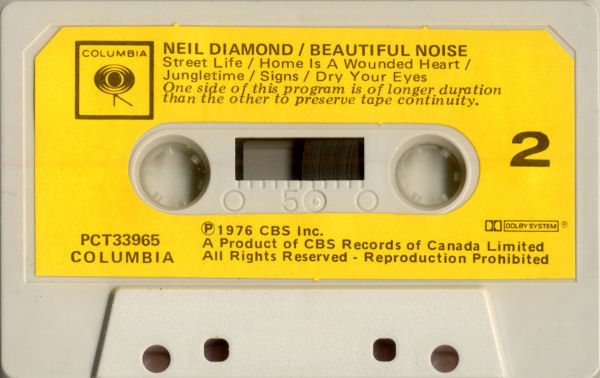 COLUMBIA
NEIL DIAMOND / BEAUTIFUL NOISE
Street Life / Home Is A Wounded Heart /
Jungletime / Signs / Dry Your Eyes
One side of this program is of longer duration
than the other to preserve tape continuity.
2
50
PCT33965
COLUMBIA
℗1976 CBS Inc.
A Product of CBS Records of Canada Limited
All Rights Reserved - Reproduction Prohibited
DOLBY SYSTEM ®